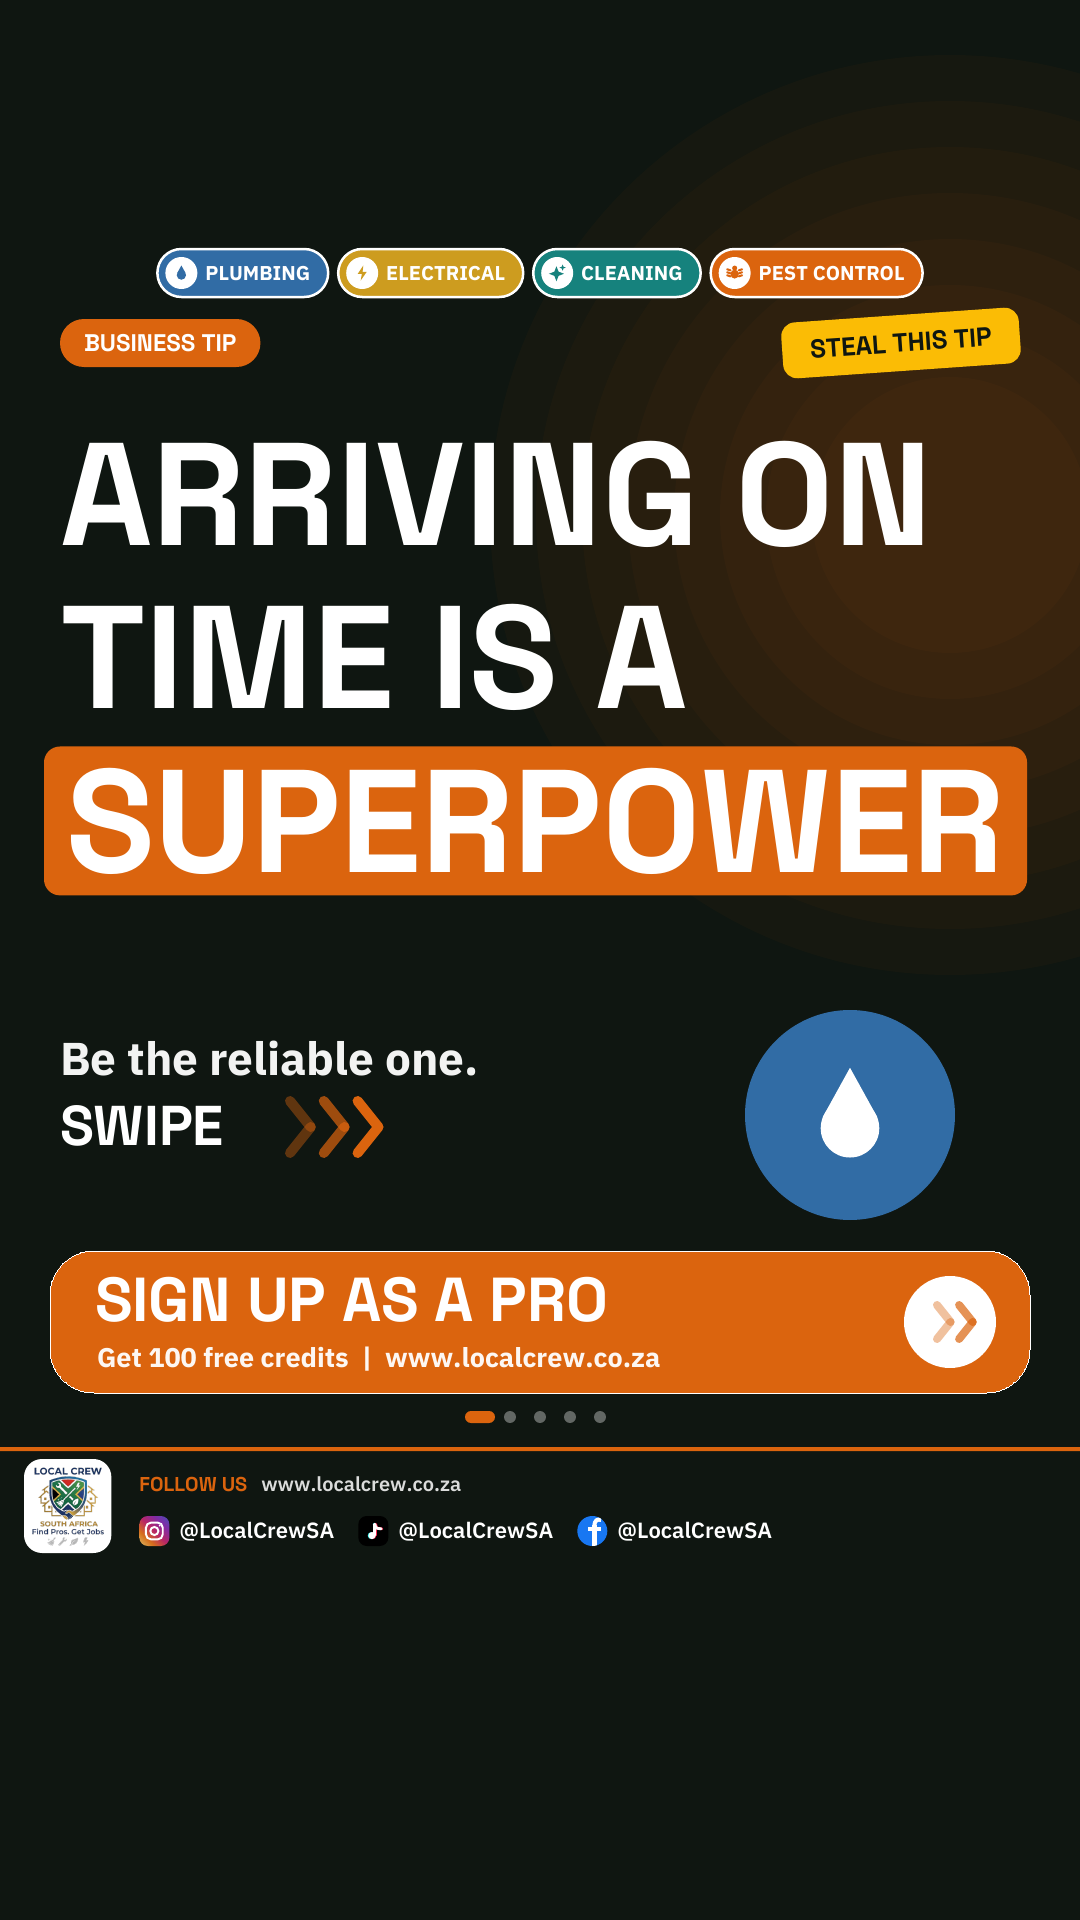 PLUMBING
ELECTRICAL
CLEANING
PEST CONTROL
BUSINESS TIP
STEAL THIS TIP
ARRIVING ON
TIME IS A
SUPERPOWER
Be the reliable one.
SWIPE
SIGN UP AS A PRO
Get 100 free credits | www.localcrew.co.za
LOCAL CREW
SOUTH AFRICA
Find Pros. Get Jobs
FOLLOW US www.localcrew.co.za
@LocalCrewSA @LocalCrewSA @LocalCrewSA